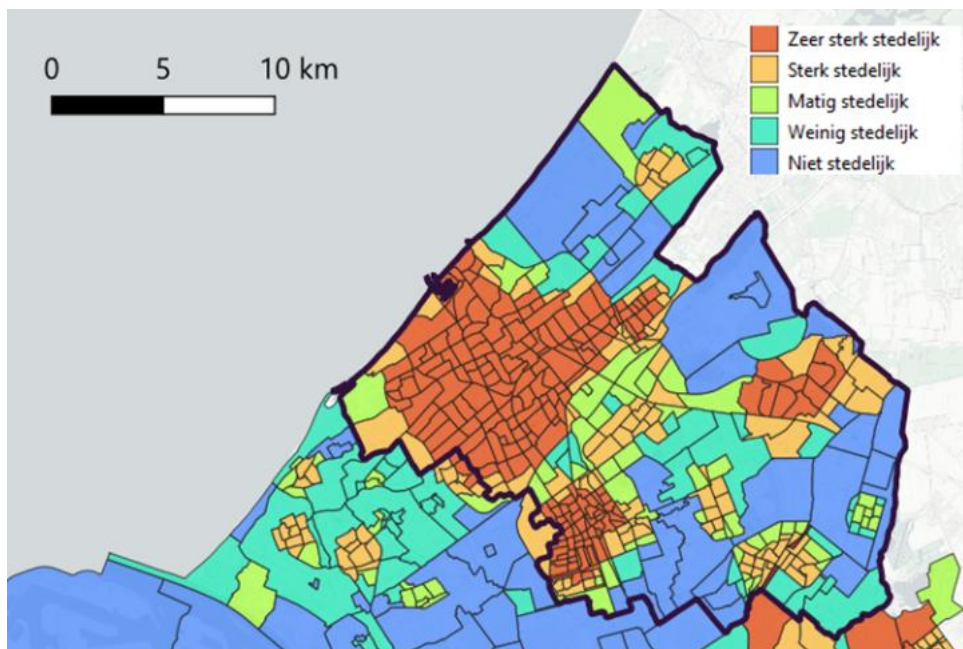 0 5 10 km
Zeer sterk stedelijk
Sterk stedelijk
Matig stedelijk
Weinig stedelijk
Niet stedelijk